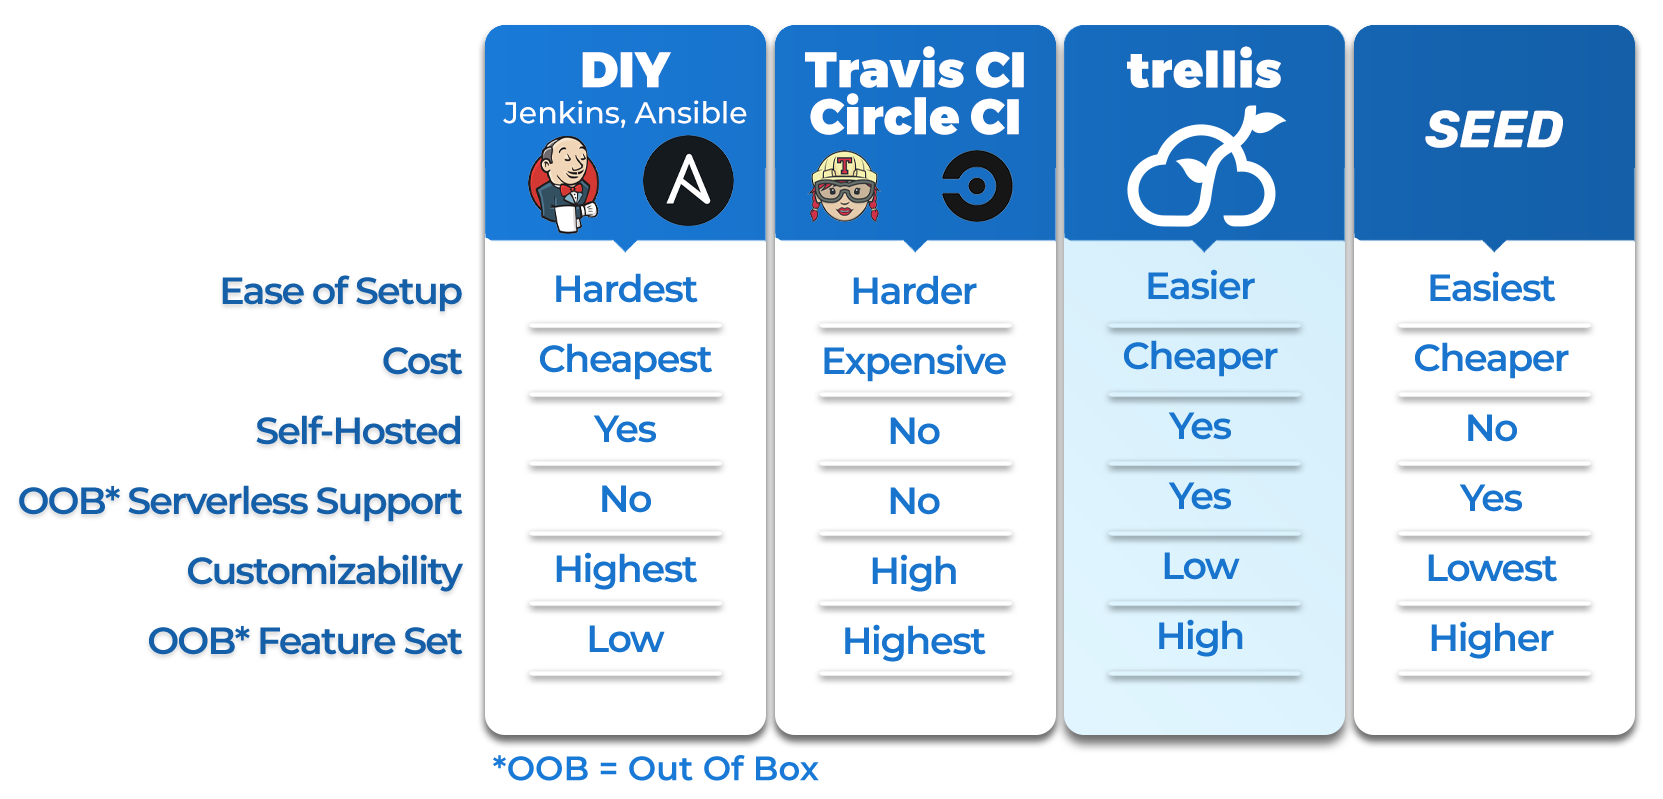 DIY
Jenkins, Ansible
Travis CI
Circle CI
T
trellis
SEED
Ease of Setup Hardest Harder Easier Easiest
Cost Cheapest Expensive Cheaper Cheaper
Self-Hosted Yes No Yes No
OOB* Serverless Support No No Yes Yes
Customizability Highest High Low Lowest
OOB* Feature Set Low Highest High Higher
*OOB = Out Of Box